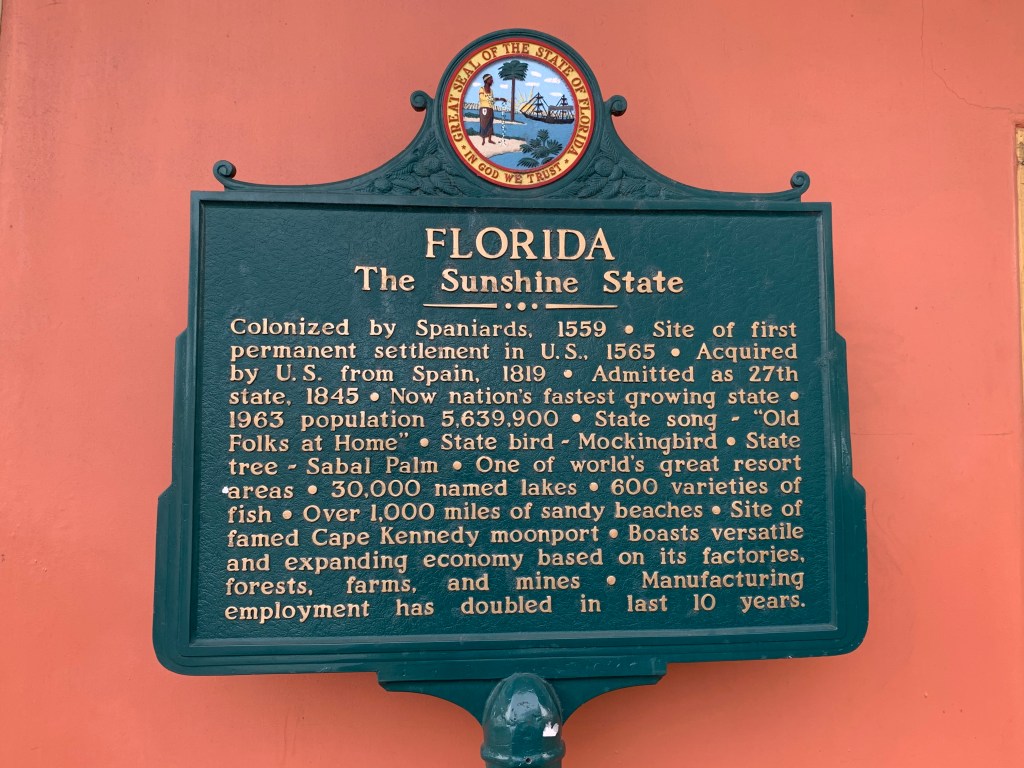 GREAT SEAL OF THE STATE OF FLORIDA
• IN GOD WE TRUST •
FLORIDA
The Sunshine State
Colonized by Spaniards, 1559 • Site of first
permanent settlement in U.S., 1565 • Acquired
by U.S. from Spain, 1819 • Admitted as 27th
state, 1845 • Now nation's fastest growing state •
1963 population 5,639,900 • State song - "Old
Folks at Home" • State bird - Mockingbird • State
tree - Sabal Palm • One of world's great resort
areas • 30,000 named lakes • 600 varieties of
fish • Over 1,000 miles of sandy beaches • Site of
famed Cape Kennedy moonport • Boasts versatile
and expanding economy based on its factories,
forests, farms, and mines • Manufacturing
employment has doubled in last 10 years.